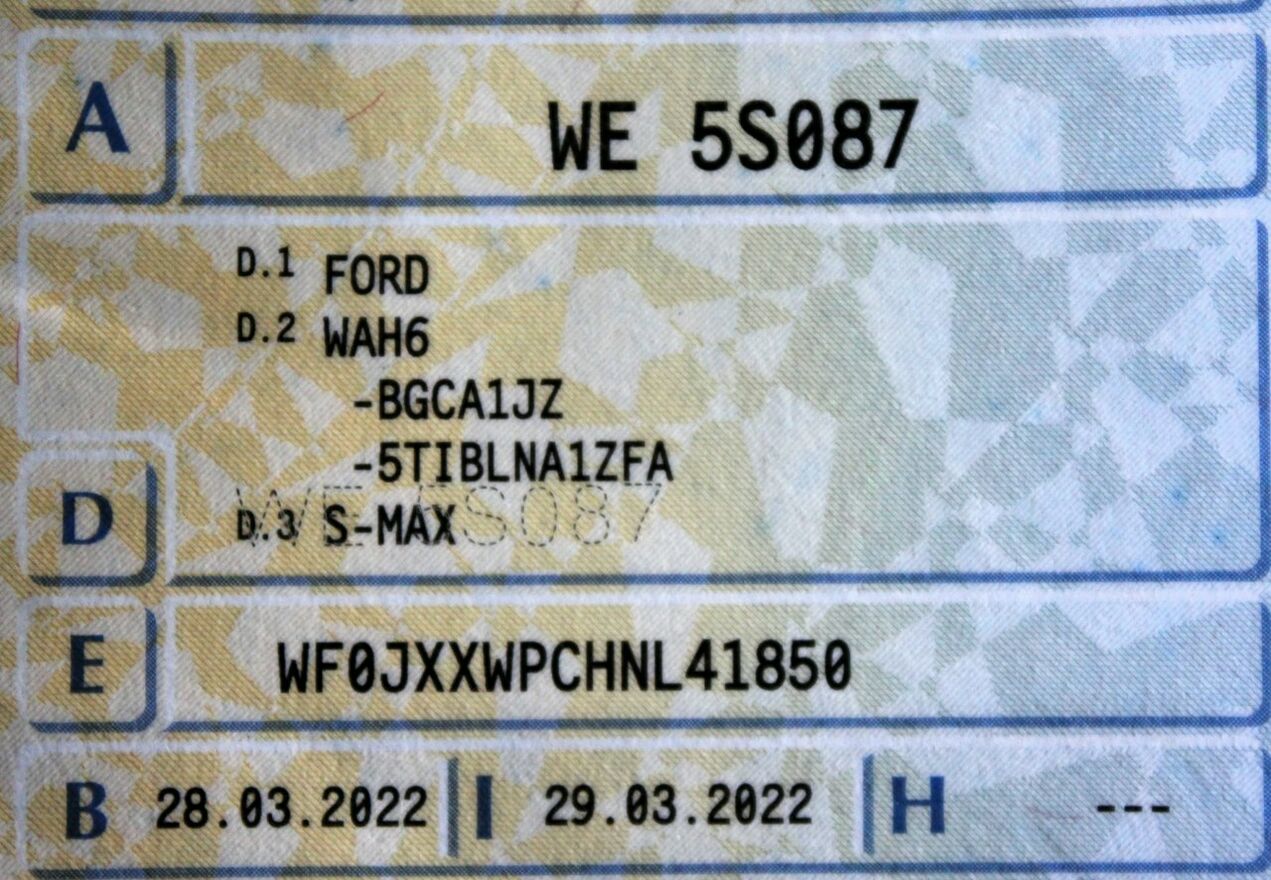 A WE 5S087
D.1 FORD
D.2 WAH6
-BGCA1JZ
-5TIBLNA1ZFA
WE 5S087
D D.3 S-MAX
E WF0JXXWPCHNL41850
B 28.03.2022 I 29.03.2022 H ---